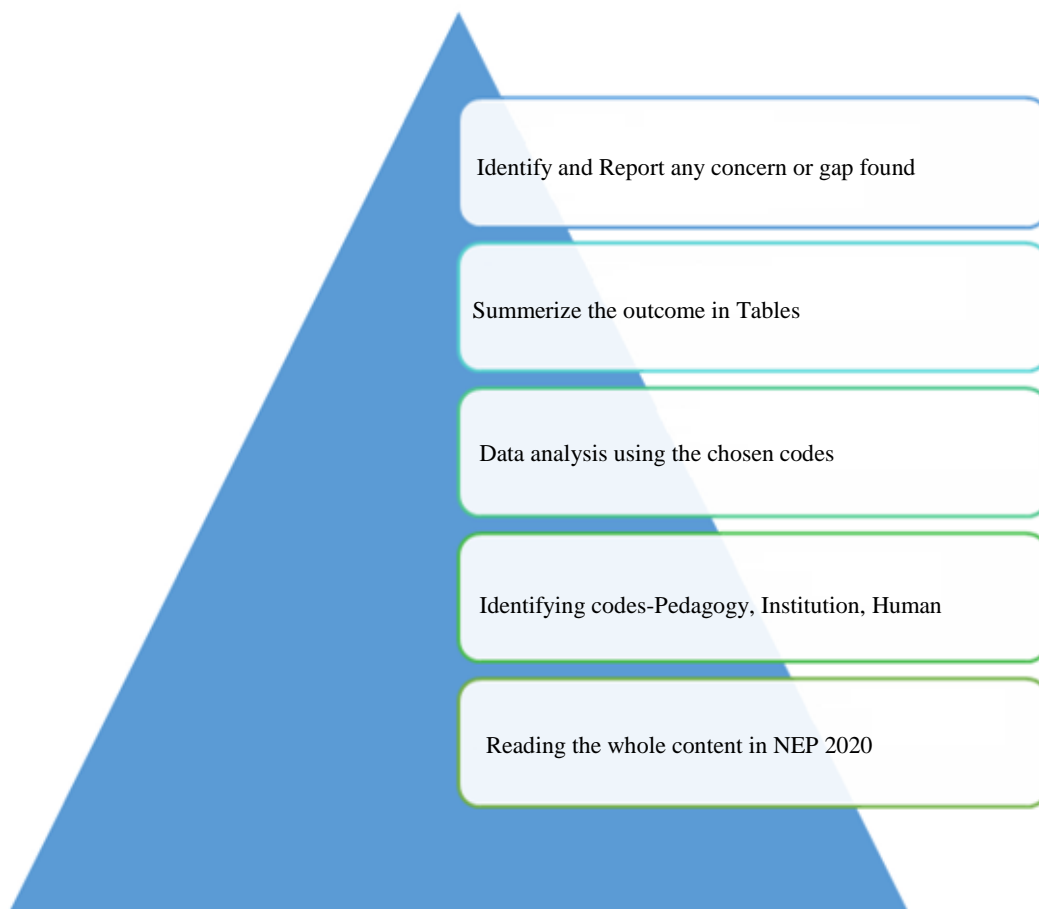 Identify and Report any concern or gap found
Summerize the outcome in Tables
Data analysis using the chosen codes
Identifying codes-Pedagogy, Institution, Human
Reading the whole content in NEP 2020